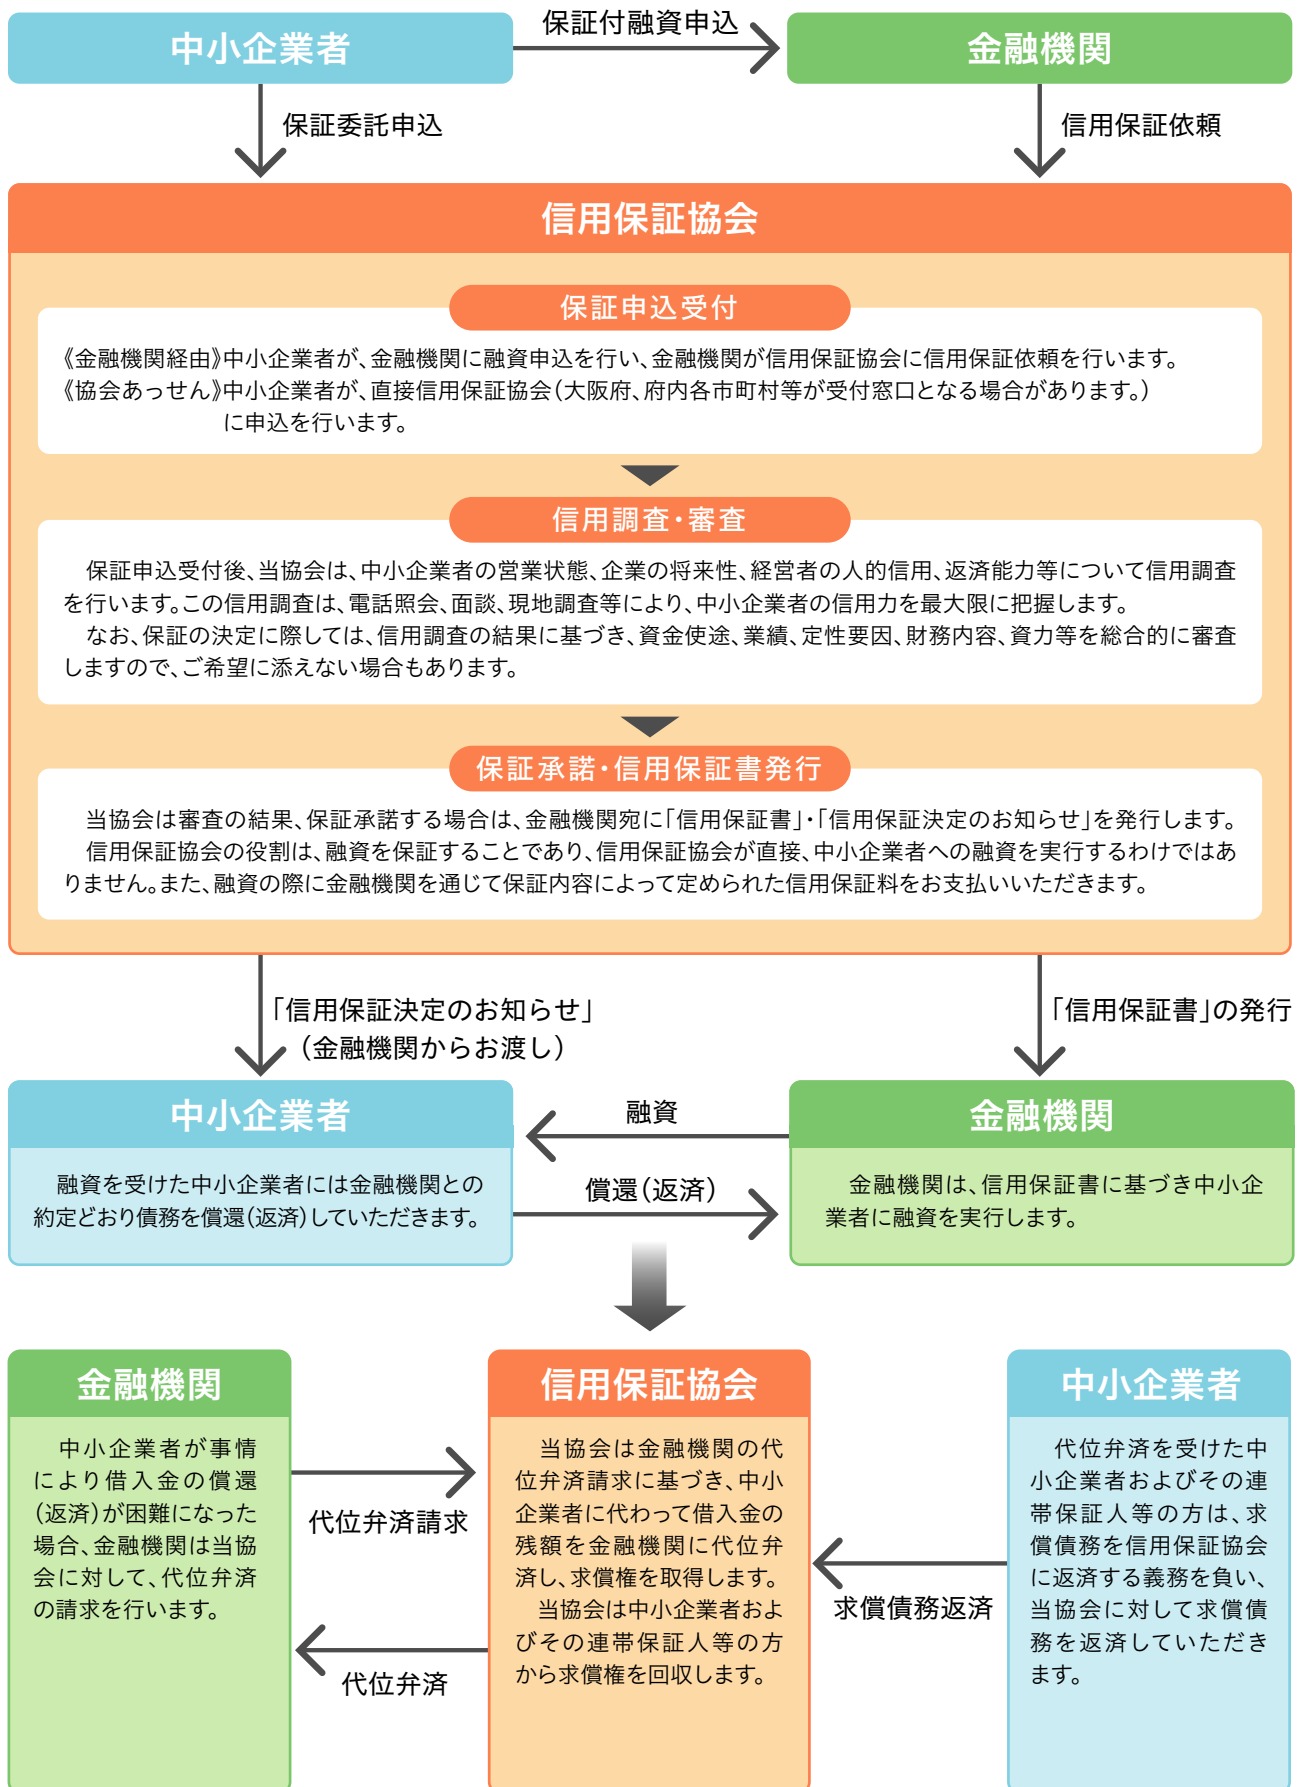 中小企業者
保証付融資申込
金融機関
保証委託申込
信用保証依頼
信用保証協会
保証申込受付
《金融機関経由》中小企業者が、金融機関に融資申込を行い、金融機関が信用保証協会に信用保証依頼を行います。
《協会あっせん》中小企業者が、直接信用保証協会（大阪府、府内各市町村等が受付窓口となる場合があります。）
に申込を行います。
信用調査・審査
保証申込受付後、当協会は、中小企業者の営業状態、企業の将来性、経営者の人的信用、返済能力等について信用調査
を行います。この信用調査は、電話照会、面談、現地調査等により、中小企業者の信用力を最大限に把握します。
なお、保証の決定に際しては、信用調査の結果に基づき、資金使途、業績、定性要因、財務内容、資力等を総合的に審査
しますので、ご希望に添えない場合もあります。
保証承諾・信用保証書発行
当協会は審査の結果、保証承諾する場合は、金融機関宛に「信用保証書」・「信用保証決定のお知らせ」を発行します。
信用保証協会の役割は、融資を保証することであり、信用保証協会が直接、中小企業者への融資を実行するわけではあ
りません。また、融資の際に金融機関を通じて保証内容によって定められた信用保証料をお支払いいただきます。
「信用保証決定のお知らせ」
（金融機関からお渡し）
「信用保証書」の発行
中小企業者
融資を受けた中小企業者には金融機関との
約定どおり債務を償還（返済）していただきます。
融資
償還（返済）
金融機関
金融機関は、信用保証書に基づき中小企
業者に融資を実行します。
金融機関
中小企業者が事情
により借入金の償還
（返済）が困難になった
場合、金融機関は当協
会に対して、代位弁済
の請求を行います。
代位弁済請求
代位弁済
信用保証協会
当協会は金融機関の代
位弁済請求に基づき、中小
企業者に代わって借入金の
残額を金融機関に代位弁
済し、求償権を取得します。
当協会は中小企業者およ
びその連帯保証人等の方
から求償権を回収します。
求償債務返済
中小企業者
代位弁済を受けた中
小企業者およびその連
帯保証人等の方は、求
償債務を信用保証協会
に返済する義務を負い、
当協会に対して求償債
務を返済していただき
ます。